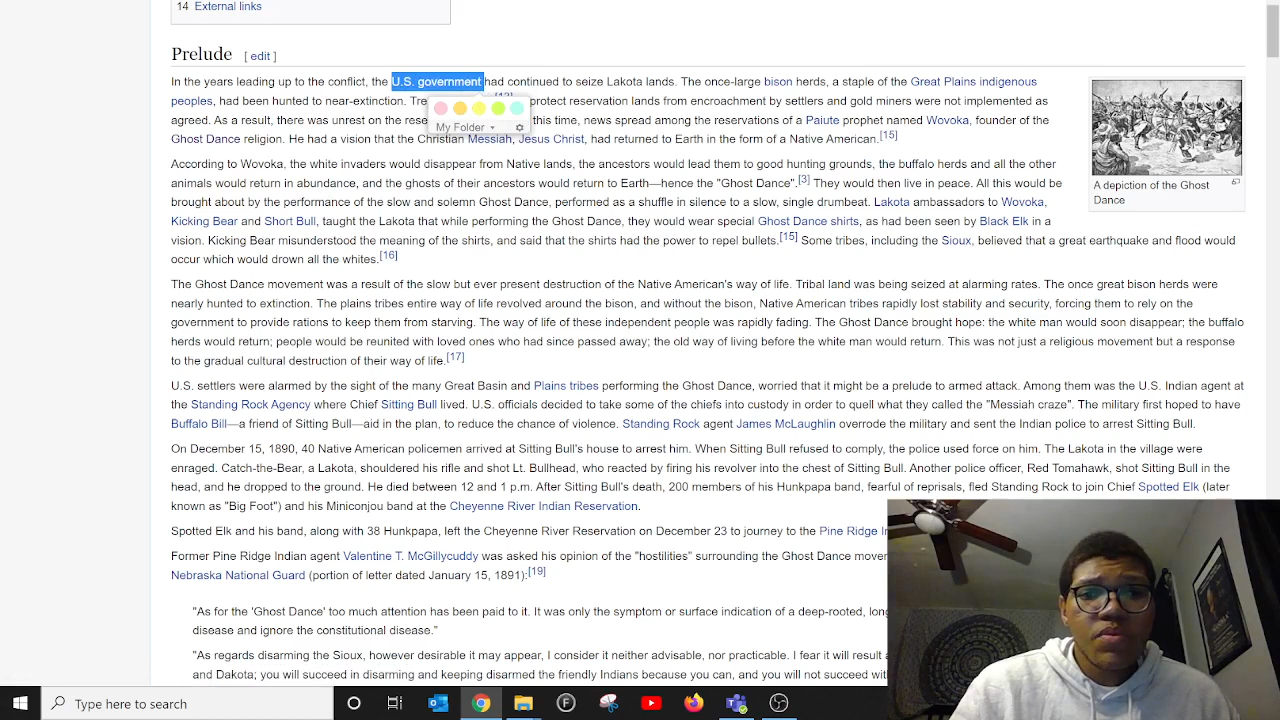 14 External links
Prelude [ edit ]
In the years leading up to the conflict, the U.S. government had continued to seize Lakota lands. The once-large bison herds, a staple of the Great Plains indigenous
peoples, had been hunted to near-extinction. protect reservation lands from encroachment by settlers and gold miners were not implemented as
agreed. As a result, there was unrest on the this time, news spread among the reservations of a Paiute prophet named Wovoka, founder of the
My Folder
Ghost Dance religion. He had a vision that the Christian Messiah, Jesus Christ, had returned to Earth in the form of a Native American.[15]
According to Wovoka, the white invaders would disappear from Native lands, the ancestors would lead them to good hunting grounds, the buffalo herds and all the other
animals would return in abundance, and the ghosts of their ancestors would return to Earth—hence the "Ghost Dance".[3] They would then live in peace. All this would be
brought about by the performance of the slow and solemn Ghost Dance, performed as a shuffle in silence to a slow, single drumbeat. Lakota ambassadors to Wovoka,
Kicking Bear and Short Bull, taught the Lakota that while performing the Ghost Dance, they would wear special Ghost Dance shirts, as had been seen by Black Elk in a
vision. Kicking Bear misunderstood the meaning of the shirts, and said that the shirts had the power to repel bullets.[15] Some tribes, including the Sioux, believed that a great earthquake and flood would
occur which would drown all the whites.[16]
A depiction of the Ghost
Dance
The Ghost Dance movement was a result of the slow but ever present destruction of the Native American's way of life. Tribal land was being seized at alarming rates. The once great bison herds were
nearly hunted to extinction. The plains tribes entire way of life revolved around the bison, and without the bison, Native American tribes rapidly lost stability and security, forcing them to rely on the
government to provide rations to keep them from starving. The way of life of these independent people was rapidly fading. The Ghost Dance brought hope: the white man would soon disappear; the buffalo
herds would return; people would be reunited with loved ones who had since passed away; the old way of living before the white man would return. This was not just a religious movement but a response
to the gradual cultural destruction of their way of life.[17]
U.S. settlers were alarmed by the sight of the many Great Basin and Plains tribes performing the Ghost Dance, worried that it might be a prelude to armed attack. Among them was the U.S. Indian agent at
the Standing Rock Agency where Chief Sitting Bull lived. U.S. officials decided to take some of the chiefs into custody in order to quell what they called the "Messiah craze". The military first hoped to have
Buffalo Bill—a friend of Sitting Bull—aid in the plan, to reduce the chance of violence. Standing Rock agent James McLaughlin overrode the military and sent the Indian police to arrest Sitting Bull.
On December 15, 1890, 40 Native American policemen arrived at Sitting Bull's house to arrest him. When Sitting Bull refused to comply, the police used force on him. The Lakota in the village were
enraged. Catch-the-Bear, a Lakota, shouldered his rifle and shot Lt. Bullhead, who reacted by firing his revolver into the chest of Sitting Bull. Another police officer, Red Tomahawk, shot Sitting Bull in the
head, and he dropped to the ground. He died between 12 and 1 p.m. After Sitting Bull's death, 200 members of his Hunkpapa band, fearful of reprisals, fled Standing Rock to join Chief Spotted Elk (later
known as "Big Foot") and his Miniconjou band at the Cheyenne River Indian Reservation.
Spotted Elk and his band, along with 38 Hunkpapa, left the Cheyenne River Reservation on December 23 to journey to the Pine Ridge
Former Pine Ridge Indian agent Valentine T. McGillycuddy was asked his opinion of the "hostilities" surrounding the Ghost Dance
Nebraska National Guard (portion of letter dated January 15, 1891):[19]
"As for the 'Ghost Dance' too much attention has been paid to it. It was only the symptom or surface indication of a deep-rooted,
disease and ignore the constitutional disease."
"As regards disarming the Sioux, however desirable it may appear, I consider it neither advisable, nor practicable. I fear it will result
and Dakota; you will succeed in disarming and keeping disarmed the friendly Indians because you can, and you will not succeed
Type here to search